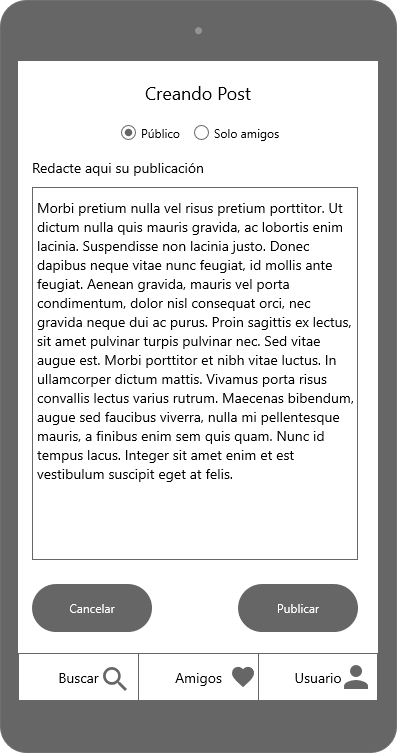 Creando Post
Público Solo amigos
Redacte aqui su publicación
Morbi pretium nulla vel risus pretium porttitor. Ut
dictum nulla quis mauris gravida, ac lobortis enim
lacinia. Suspendisse non lacinia justo. Donec
dapibus neque vitae nunc feugiat, id mollis ante
feugiat. Aenean gravida, mauris vel porta
condimentum, dolor nisl consequat orci, nec
gravida neque dui ac purus. Proin sagittis ex lectus,
sit amet pulvinar turpis pulvinar nec. Sed vitae
augue est. Morbi porttitor et nibh vitae luctus. In
ullamcorper dictum mattis. Vivamus porta risus
convallis lectus varius rutrum. Maecenas bibendum,
augue sed faucibus viverra, nulla mi pellentesque
mauris, a finibus enim sem quis quam. Nunc id
tempus lacus. Integer sit amet enim et est
vestibulum suscipit eget at felis.
Cancelar Publicar
Buscar Amigos Usuario